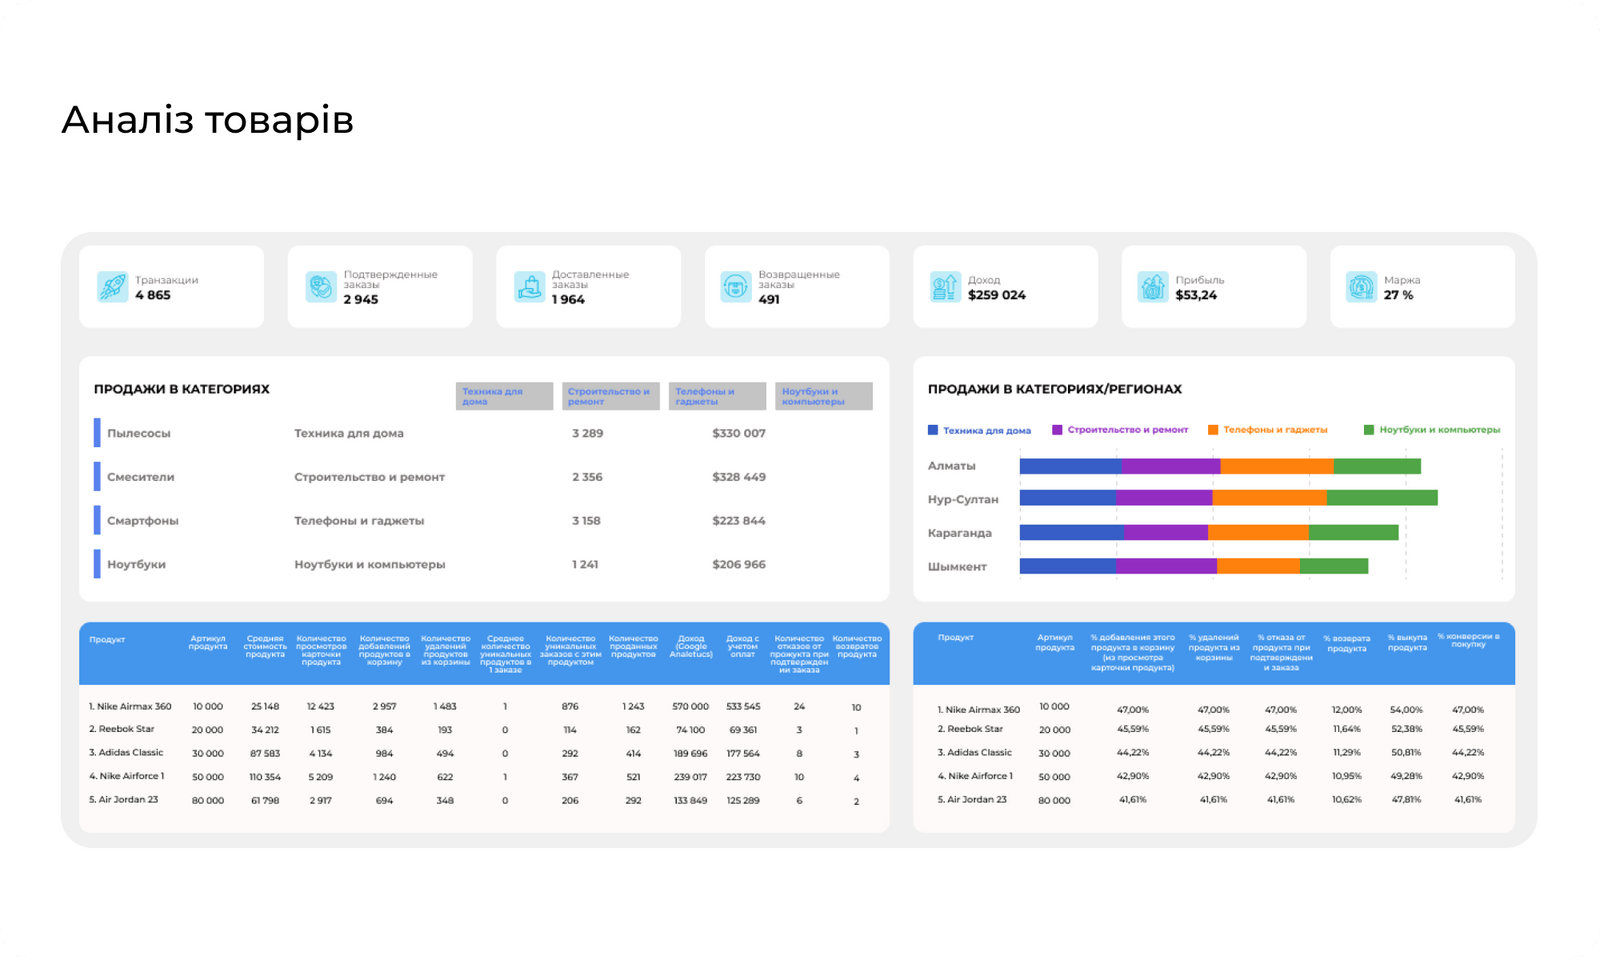 Аналіз товарів
Транзакции
4 865
Подтвержденные
заказы
2 945
Доставленные
заказы
1 964
Возвращенные
заказы
491
Доход
$259 024
Прибыль
$53,24
Маржа
27 %
ПРОДАЖИ В КАТЕГОРИЯХ
Техника для
дома
Строительство и
ремонт
Телефоны и
гаджеты
Ноутбуки и
компьютеры
Пылесосы Техника для дома 3 289 $330 007
Смесители Строительство и ремонт 2 356 $328 449
Смартфоны Телефоны и гаджеты 3 158 $223 844
Ноутбуки Ноутбуки и компьютеры 1 241 $206 966
ПРОДАЖИ В КАТЕГОРИЯХ/РЕГИОНАХ
Техника для дома Строительство и ремонт Телефоны и гаджеты Ноутбуки и компьютеры
Алматы
Нур-Султан
Караганда
Шымкент
Продукт
Артикул
продукта
Средняя
стоимость
продукта
Количество
просмотров
карточки
продукта
Количество
добавлений
продуктов в
корзину
Количество
удалений
продуктов
из корзины
Среднее
количество
уникальных
продуктов в
1 заказе
Количество
уникальных
заказов с этим
продуктом
Количество
проданных
продуктов
Доход
(Google
Analetucs)
Доход с
учетом
оплат
Количество
отказов от
прожукта при
подтвержден
ии заказа
Количество
возвратов
продукта
1. Nike Airmax 360 10 000 25 148 12 423 2 957 1 483 1 876 1 243 570 000 533 545 24 10
2. Reebok Star 20 000 34 212 1 615 384 193 0 114 162 74 100 69 361 3 1
3. Adidas Classic 30 000 87 583 4 134 984 494 0 292 414 189 696 177 564 8 3
4. Nike Airforce 1 50 000 110 354 5 209 1 240 622 1 367 521 239 017 223 730 10 4
5. Air Jordan 23 80 000 61 798 2 917 694 348 0 206 292 133 849 125 289 6 2
Продукт
Артикул
продукта
% добавления этого
продукта в корзину
(из просмотра
карточки продукта)
% удалений
продукта из
корзины
% отказа от
продукта при
подтверждени
и заказа
% возврата
продукта
% выкупа
продукта
% конверсии в
покупку
1. Nike Airmax 360 10 000 47,00% 47,00% 47,00% 12,00% 54,00% 47,00%
2. Reebok Star 20 000 45,59% 45,59% 45,59% 11,64% 52,38% 45,59%
3. Adidas Classic 30 000 44,22% 44,22% 44,22% 11,29% 50,81% 44,22%
4. Nike Airforce 1 50 000 42,90% 42,90% 42,90% 10,95% 49,28% 42,90%
5. Air Jordan 23 80 000 41,61% 41,61% 41,61% 10,62% 47,81% 41,61%